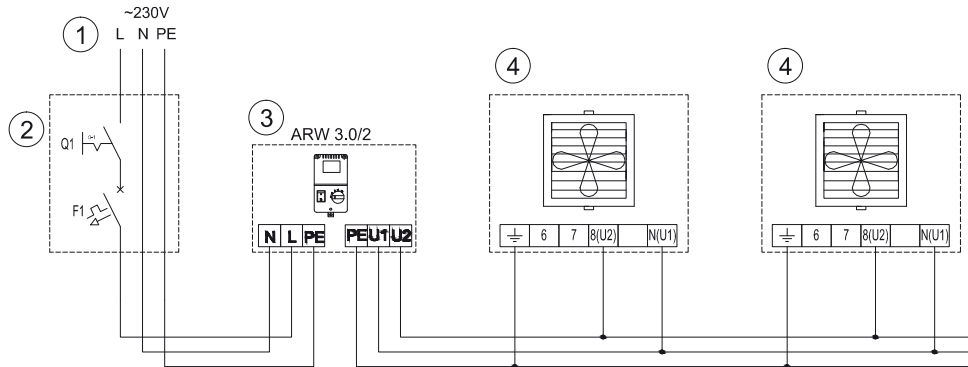 ~230V
1 L N PE
4 4
2 3
ARW 3.0/2
Q1
F1
N L PE PE U1 U2
6 7 8(U2) N(U1)
6 7 8(U2) N(U1)